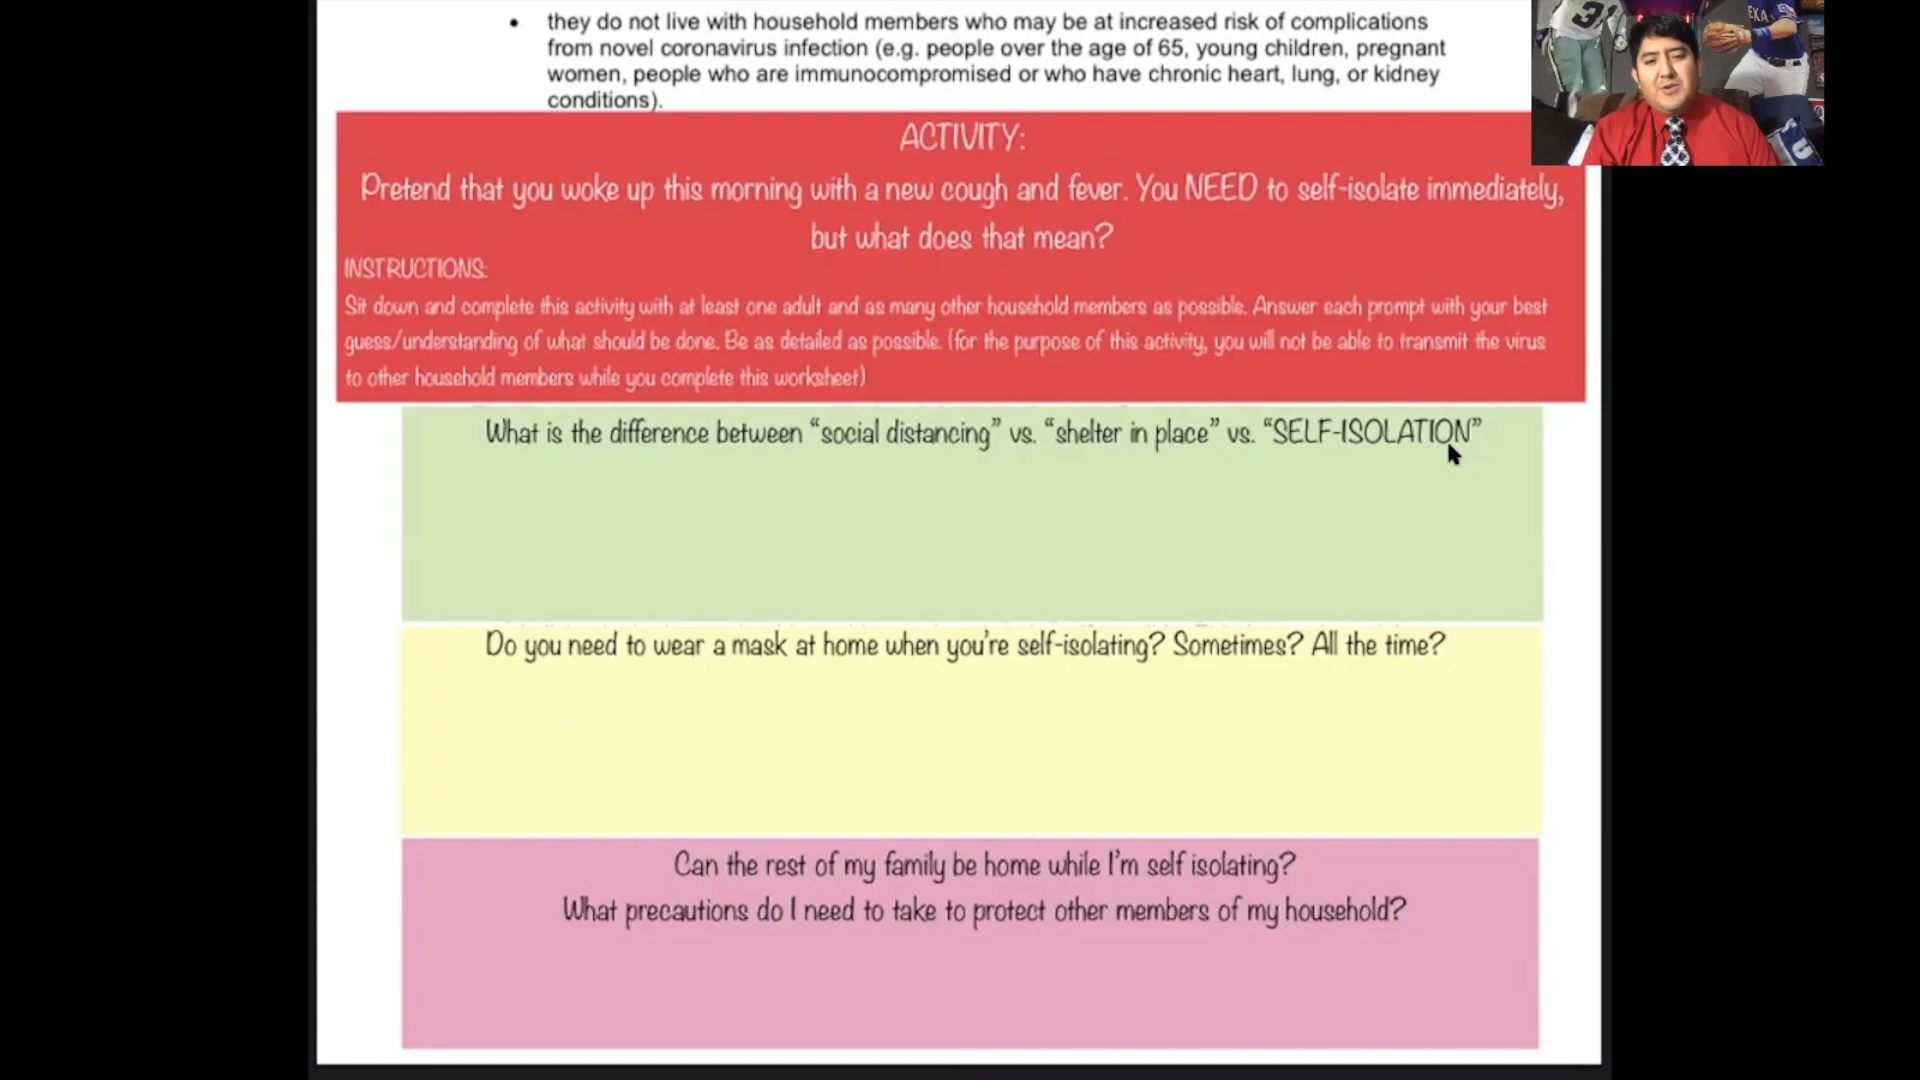 • they do not live with household members who may be at increased risk of complications
from novel coronavirus infection (e.g. people over the age of 65, young children, pregnant
women, people who are immunocompromised or who have chronic heart, lung, or kidney
conditions).
ACTIVITY:
Pretend that you woke up this morning with a new cough and fever. You NEED to self-isolate immediately,
but what does that mean?
INSTRUCTIONS:
Sit down and complete this activity with at least one adult and as many other household members as possible. Answer each prompt with your best
guess/understanding of what should be done. Be as detailed as possible. (for the purpose of this activity, you will not be able to transmit the virus
to other household members while you complete this worksheet)
What is the difference between “social distancing” vs. “shelter in place” vs. “SELF-ISOLATION”
Do you need to wear a mask at home when you’re self-isolating? Sometimes? All the time?
Can the rest of my family be home while I’m self isolating?
What precautions do I need to take to protect other members of my household?